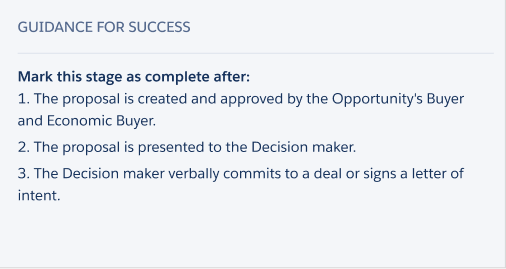 GUIDANCE FOR SUCCESS
Mark this stage as complete after:
1. The proposal is created and approved by the Opportunity's Buyer
and Economic Buyer.
2. The proposal is presented to the Decision maker.
3. The Decision maker verbally commits to a deal or signs a letter of
intent.